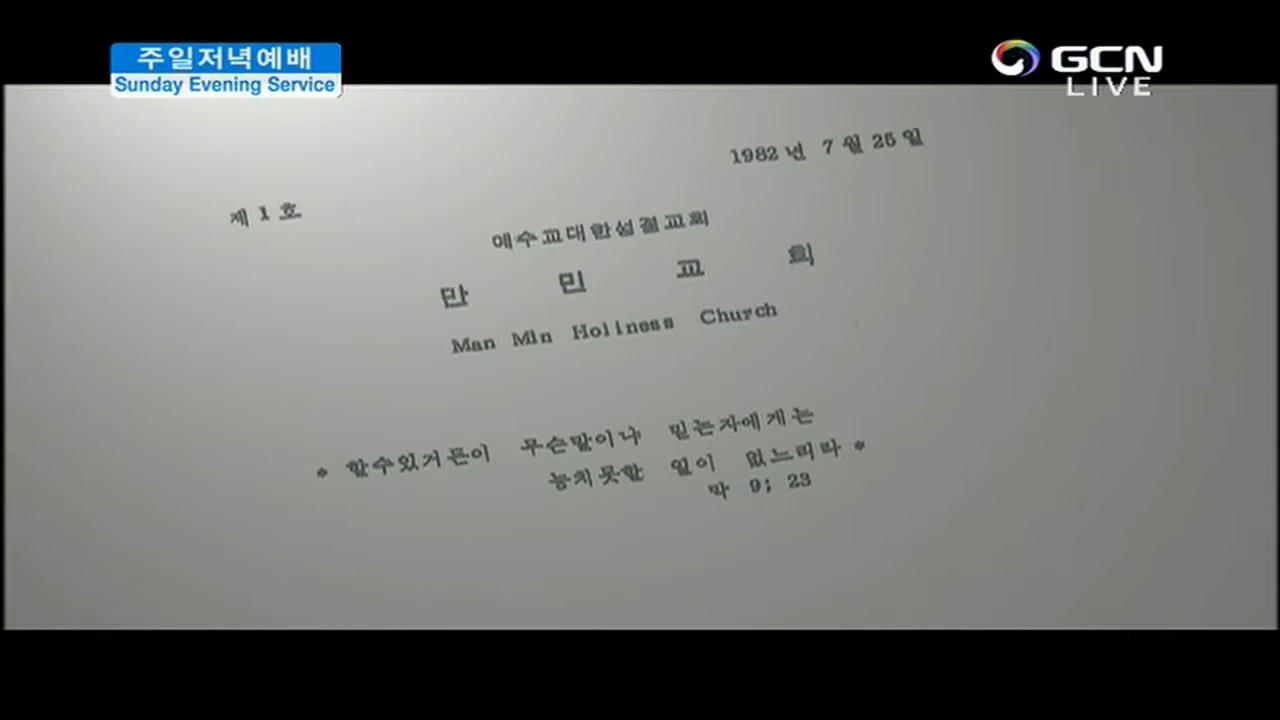 주일저녁예배
Sunday Evening Service
GCN
LIVE
1982 년 7 월 25 일
제 1 호
예수교대한성결교회
만 민 교 회
Man Min Holiness Church
* 할수있거든이 무슨말이냐 믿는자에게는
능치못할 일이 없느리라 *
막 9; 23